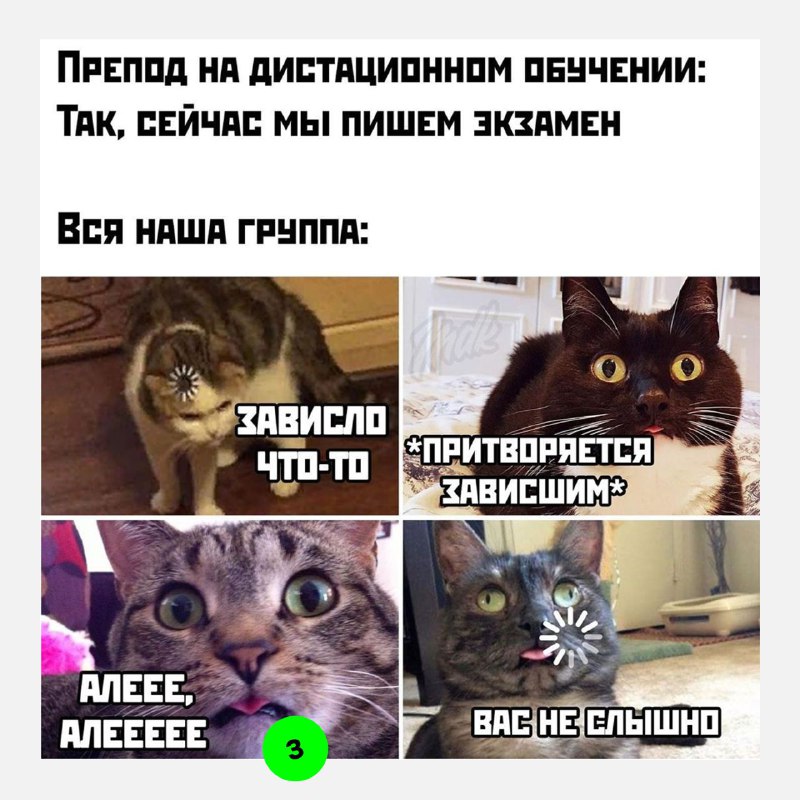 Препод на дистационном обучении:
Так, сейчас мы пишем экзамен
Вся наша группа:
ЗАВИСЛО
ЧТО-ТО
*ПРИТВОРЯЕТСЯ
ЗАВИСШИМ*
АЛЕЕЕ,
АЛЕЕЕЕЕ
ВАС НЕ СЛЫШНО
3